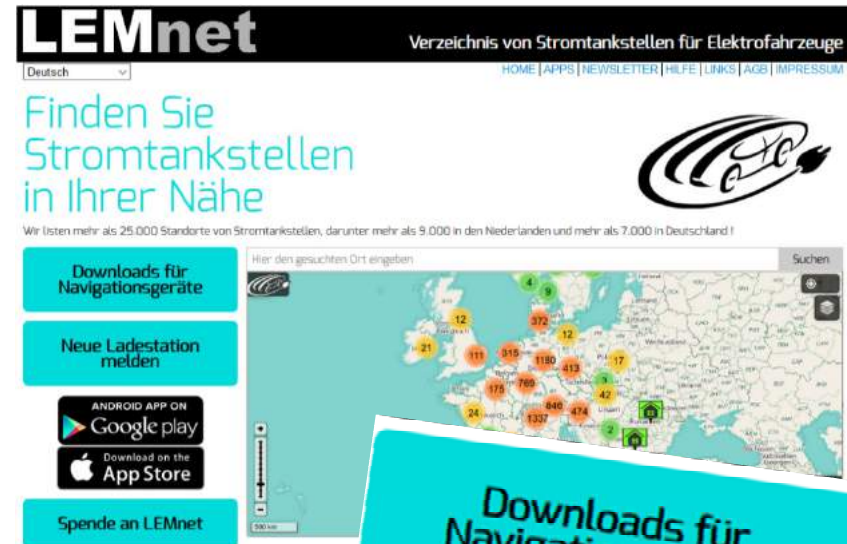 LEMnet
Verzeichnis von Stromtankstellen für Elektrofahrzeuge
Deutsch
HOME | APPS | NEWSLETTER | HILFE | LINKS | AGB | IMPRESSUM
Finden Sie
Stromtankstellen
in Ihrer Nähe
Wir listen mehr als 25.000 Standorte von Stromtankstellen, darunter mehr als 9.000 in den Niederlanden und mehr als 7.000 in Deutschland !
Downloads für
Navigationsgeräte
Hier den gesuchten Ort eingeben
Suchen
Neue Ladestation
melden
4
9
12
372
12
21
111
315
1180
413
17
175
769
3
42
24
1337
840
474
2
ANDROID APP ON
Google play
Download on the
App Store
Spende an LEMnet
500 km
Downloads für